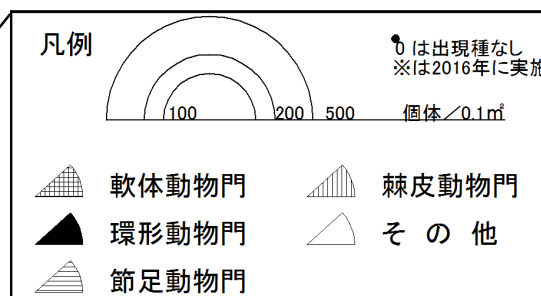 凡例
0 は出現種なし
※は2016年に実施
100 200 500 個体／0.1㎡
軟体動物門 棘皮動物門
環形動物門 その他
節足動物門